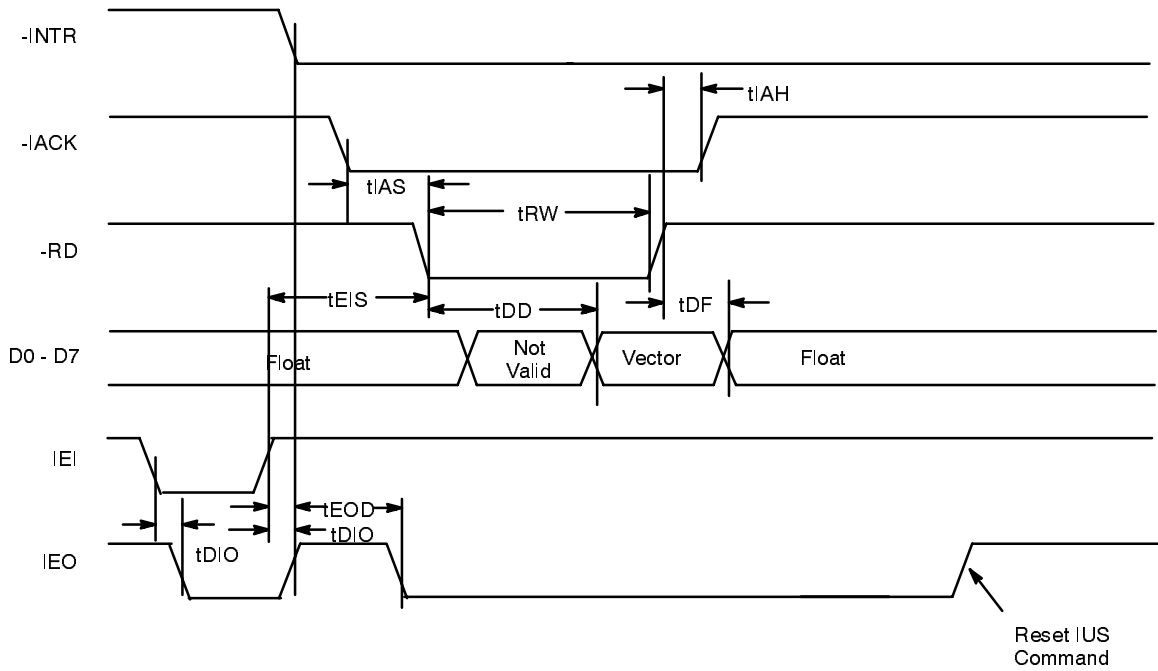 -INTR
tIAH
-IACK
tIAS
tRW
-RD
tEIS
tDD
tDF
D0 - D7
Float
Not
Valid
Vector
Float
IEI
tEOD
tDIO
tDIO
IEO
Reset IUS
Command